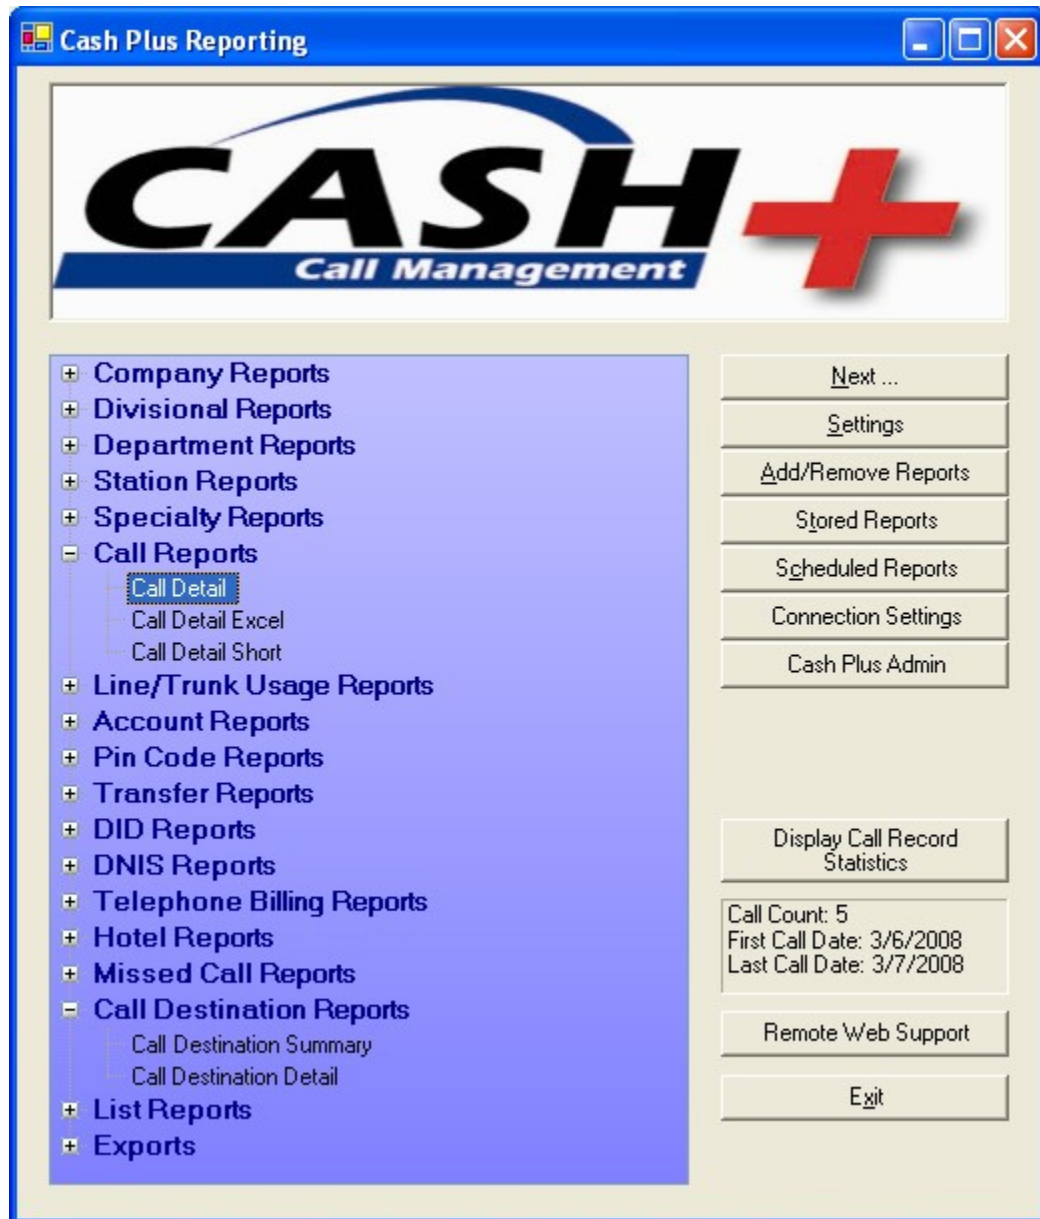 Cash Plus Reporting
CASH+
Call Management
Company Reports
Divisional Reports
Department Reports
Station Reports
Specialty Reports
Call Reports
Call Detail
Call Detail Excel
Call Detail Short
Line/Trunk Usage Reports
Account Reports
Pin Code Reports
Transfer Reports
DID Reports
DNIS Reports
Telephone Billing Reports
Hotel Reports
Missed Call Reports
Call Destination Reports
Call Destination Summary
Call Destination Detail
List Reports
Exports
Next ...
Settings
Add/Remove Reports
Stored Reports
Scheduled Reports
Connection Settings
Cash Plus Admin
Display Call Record
Statistics
Call Count: 5
First Call Date: 3/6/2008
Last Call Date: 3/7/2008
Remote Web Support
Exit